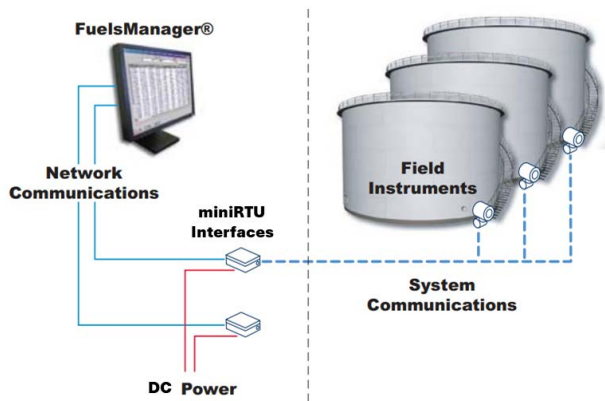 FuelsManager®
Network
Communications
miniRTU
Interfaces
Field
Instruments
System
Communications
DC Power